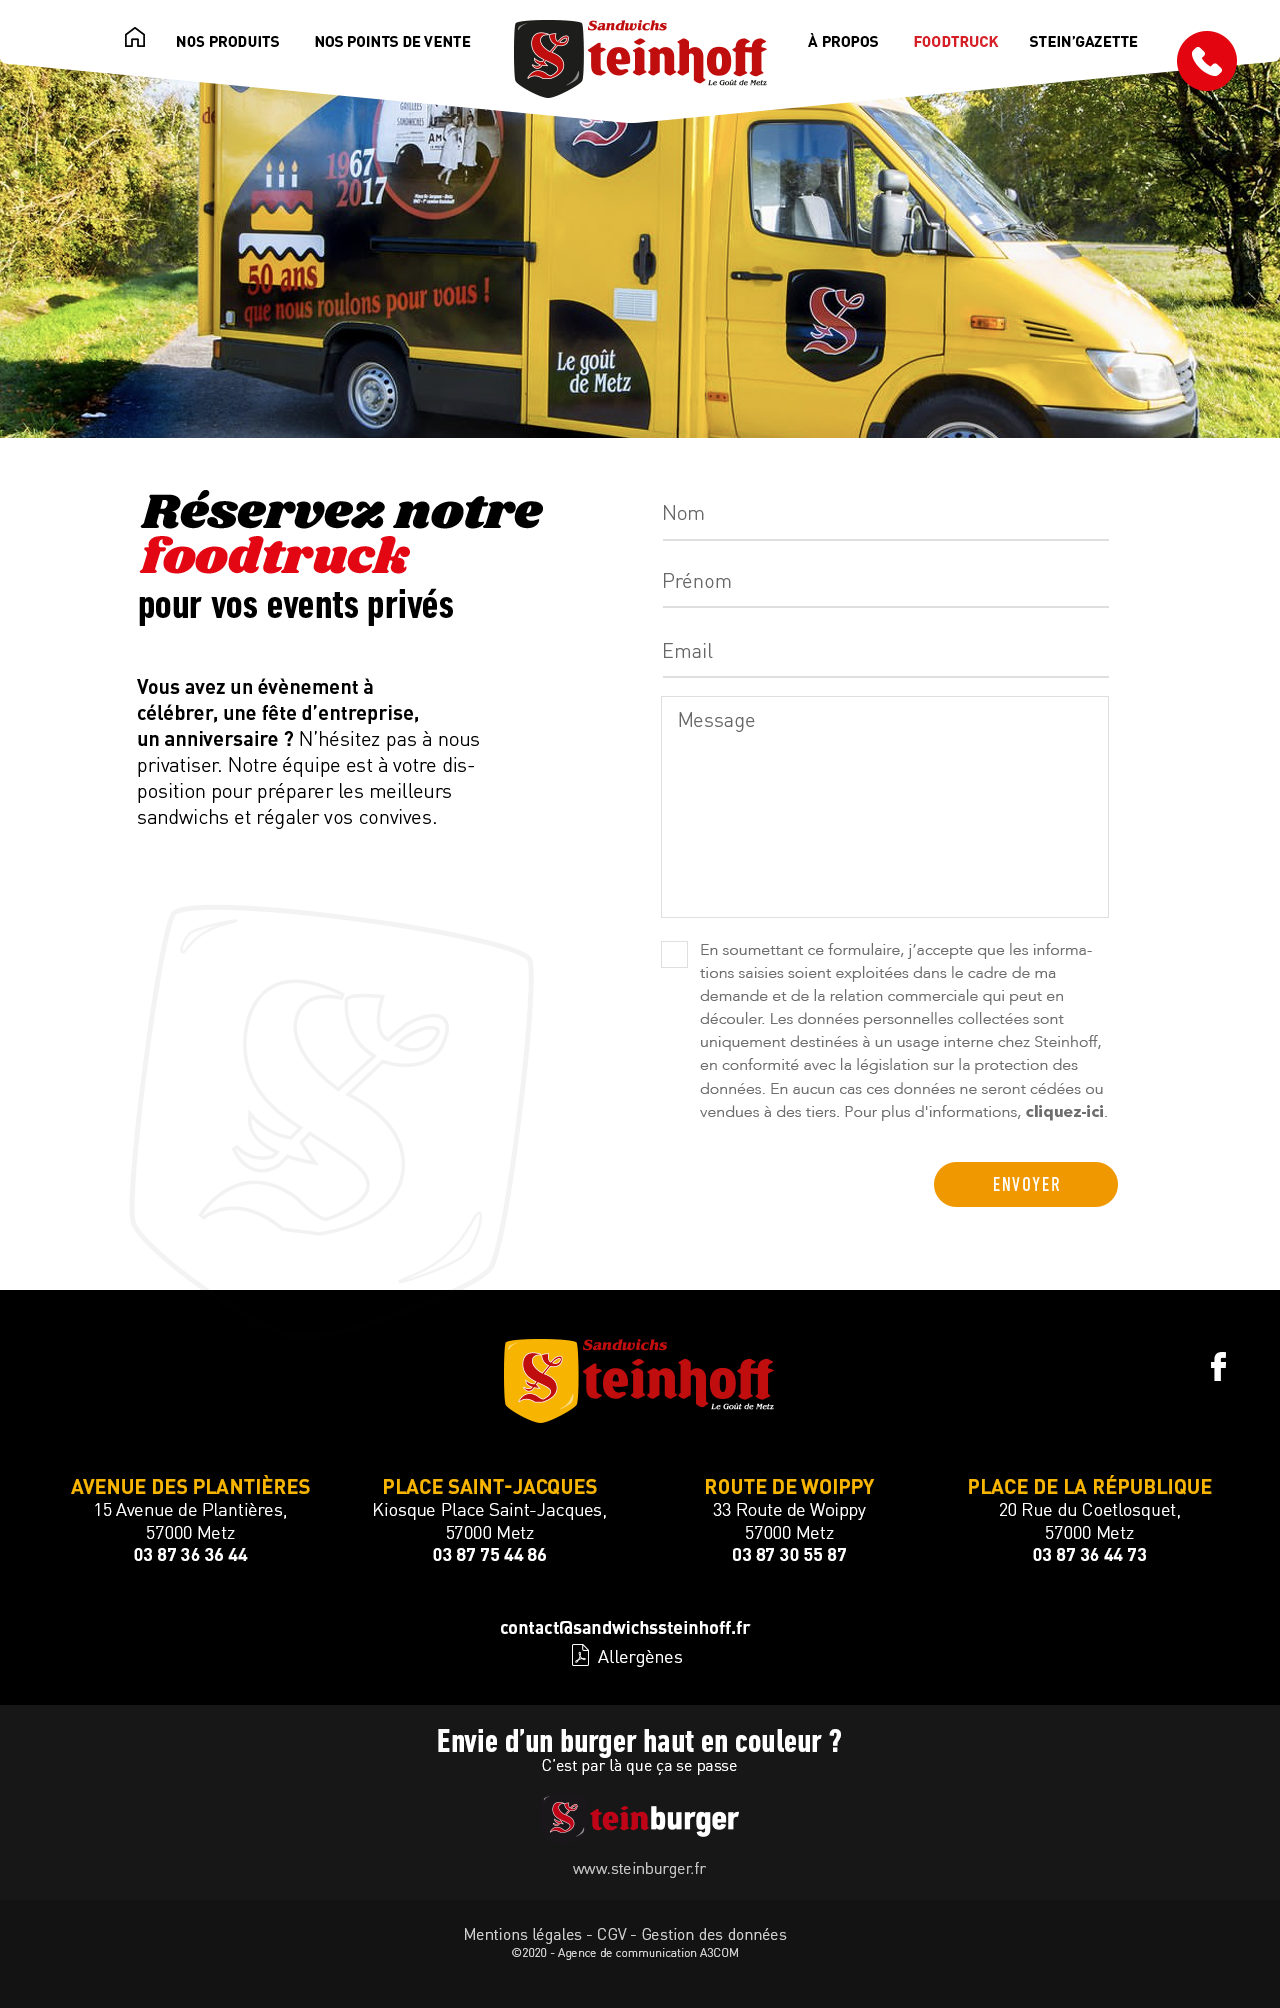 NOS PRODUITS
NOS POINTS DE VENTE
Sandwichs
Steinhoff
Le Goût de Metz
À PROPOS
FOODTRUCK
STEIN’GAZETTE
GRILLÉES
SANDWICHES
1967
2017
50 ans
que nous roulons pour vous !
Le goût
de Metz
Réservez notre
foodtruck
pour vos events privés
Vous avez un évènement à
célébrer, une fête d’entreprise,
un anniversaire ? N’hésitez pas à nous
privatiser. Notre équipe est à votre dis-
position pour préparer les meilleurs
sandwichs et régaler vos convives.
Nom
Prénom
Email
Message
En soumettant ce formulaire, j’accepte que les informa-
tions saisies soient exploitées dans le cadre de ma
demande et de la relation commerciale qui peut en
découler. Les données personnelles collectées sont
uniquement destinées à un usage interne chez Steinhoff,
en conformité avec la législation sur la protection des
données. En aucun cas ces données ne seront cédées ou
vendues à des tiers. Pour plus d'informations, cliquez-ici.
ENVOYER
Sandwichs
Steinhoff
Le Goût de Metz
AVENUE DES PLANTIÈRES
15 Avenue de Plantières,
57000 Metz
03 87 36 36 44
PLACE SAINT-JACQUES
Kiosque Place Saint-Jacques,
57000 Metz
03 87 75 44 86
ROUTE DE WOIPPY
33 Route de Woippy
57000 Metz
03 87 30 55 87
PLACE DE LA RÉPUBLIQUE
20 Rue du Coetlosquet,
57000 Metz
03 87 36 44 73
contact@sandwichssteinhoff.fr
Allergènes
Envie d’un burger haut en couleur ?
C’est par là que ça se passe
Steinburger
www.steinburger.fr
Mentions légales - CGV - Gestion des données
©2020 - Agence de communication A3COM